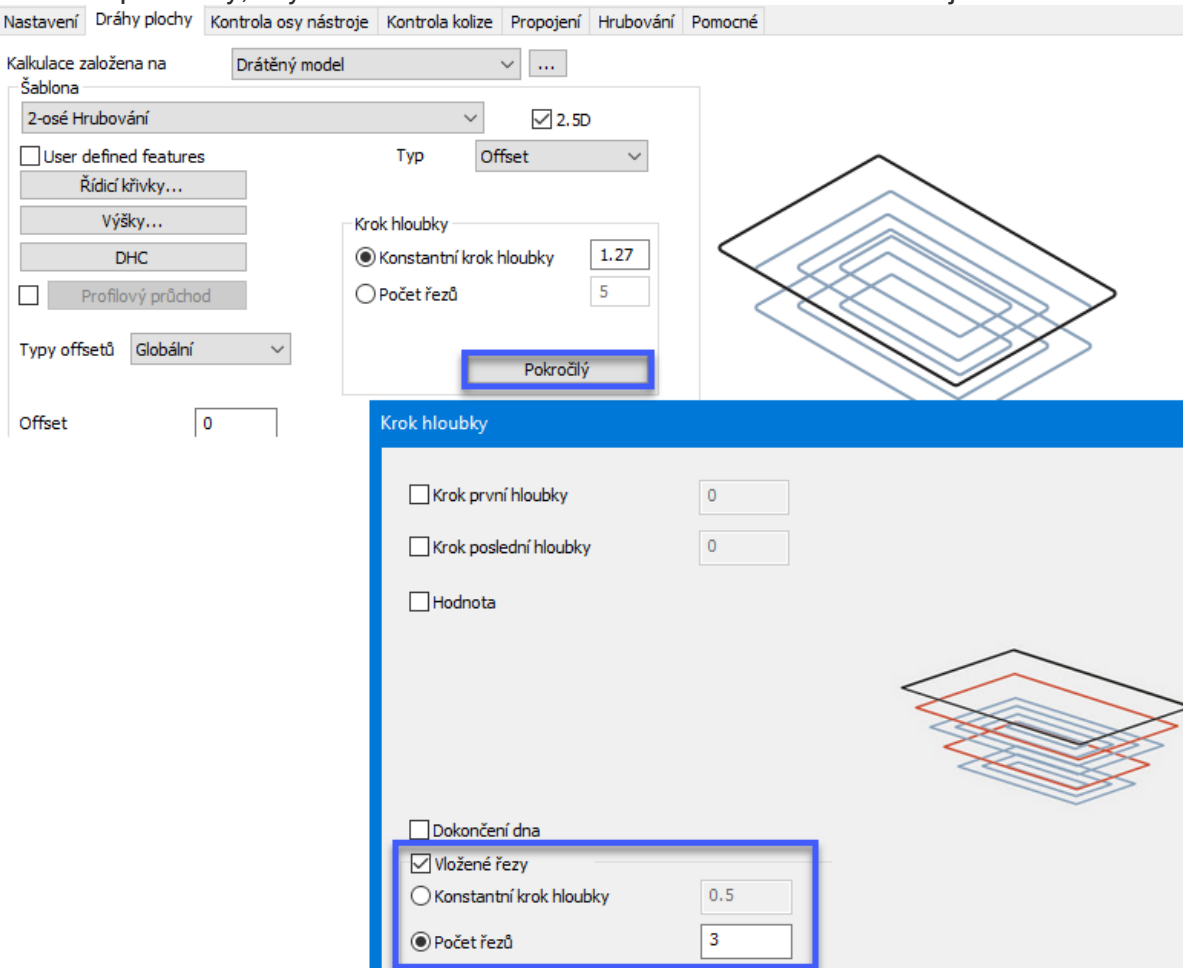 Nastavení Dráhy plochy Kontrola osy nástroje Kontrola kolize Propojení Hrubování Pomocné
Kalkulace založena na Drátěný model ...
Šablona
2-osé Hrubování 2.5D
User defined features Typ Offset
Řídicí křivky...
Výšky... Krok hloubky
DHC Konstantní krok hloubky 1.27
Profilový průchod Počet řezů 5
Typy offsetů Globální
Pokročilý
Offset 0
Krok hloubky
Krok první hloubky 0
Krok poslední hloubky 0
Hodnota
Dokončení dna
Vložené řezy
Konstantní krok hloubky 0.5
Počet řezů 3